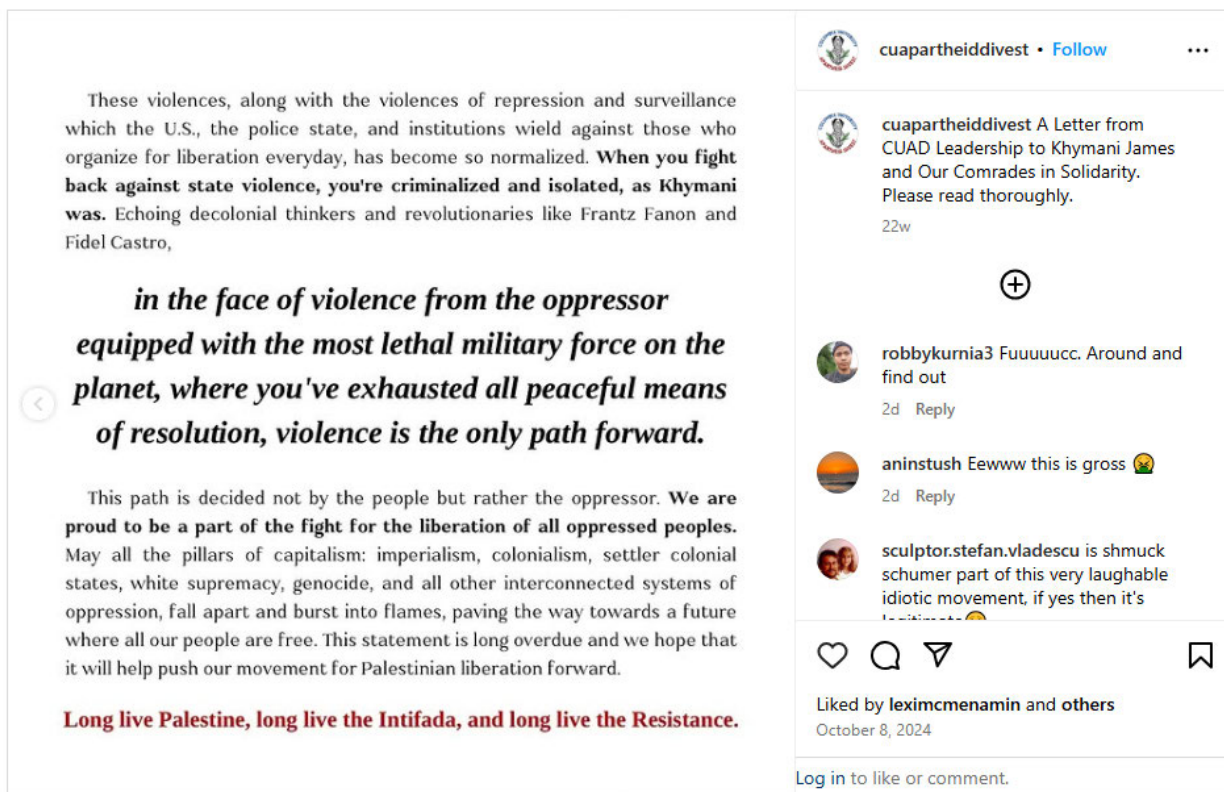 These violences, along with the violences of repression and surveillance
which the U.S., the police state, and institutions wield against those who
organize for liberation everyday, has become so normalized. When you fight
back against state violence, you're criminalized and isolated, as Khymani
was. Echoing decolonial thinkers and revolutionaries like Frantz Fanon and
Fidel Castro,
in the face of violence from the oppressor
equipped with the most lethal military force on the
planet, where you've exhausted all peaceful means
of resolution, violence is the only path forward.
This path is decided not by the people but rather the oppressor. We are
proud to be a part of the fight for the liberation of all oppressed peoples.
May all the pillars of capitalism: imperialism, colonialism, settler colonial
states, white supremacy, genocide, and all other interconnected systems of
oppression, fall apart and burst into flames, paving the way towards a future
where all our people are free. This statement is long overdue and we hope that
it will help push our movement for Palestinian liberation forward.
Long live Palestine, long live the Intifada, and long live the Resistance.
cuapartheiddivest • Follow
cuapartheiddivest A Letter from
CUAD Leadership to Khymani James
and Our Comrades in Solidarity.
Please read thoroughly.
22w
robbykurnia3 Fuuuuucc. Around and
find out
2d Reply
aninstush Eewww this is gross 🤮
2d Reply
sculptor.stefan.vladescu is shmuck
schumer part of this very laughable
idiotic movement, if yes then it's
Liked by leximcmenamin and others
October 8, 2024
Log in to like or comment.